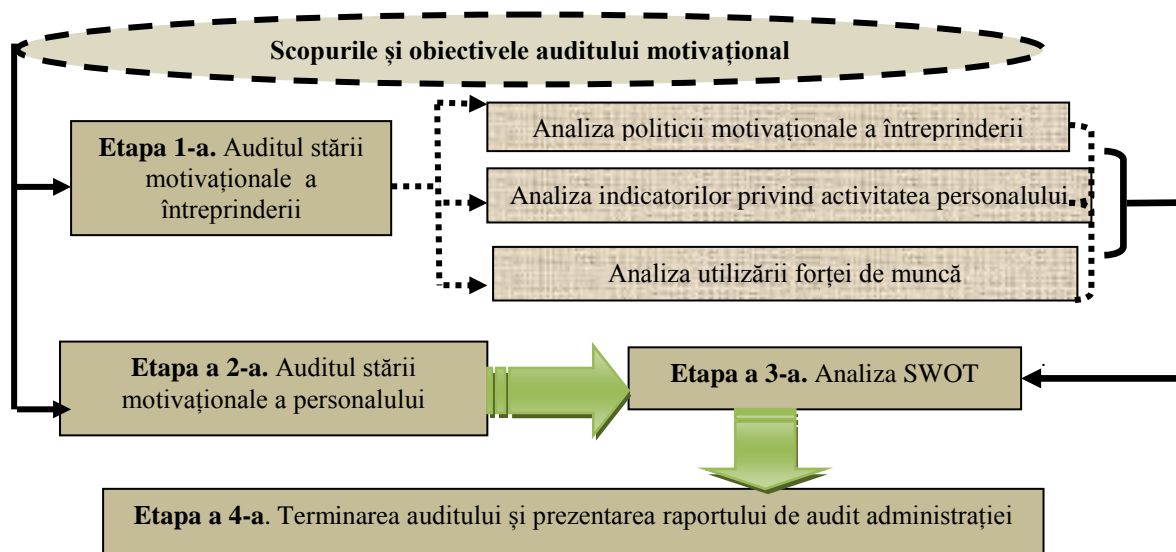 Scopurile și obiectivele auditului motivațional
Etapa 1-a. Auditul stării
motivaționale a
întreprinderii
Analiza politicii motivaționale a întreprinderii
Analiza indicatorilor privind activitatea personalului
Analiza utilizării forței de muncă
Etapa a 2-a. Auditul stării
motivaționale a personalului
Etapa a 3-a. Analiza SWOT
Etapa a 4-a. Terminarea auditului și prezentarea raportului de audit administrației